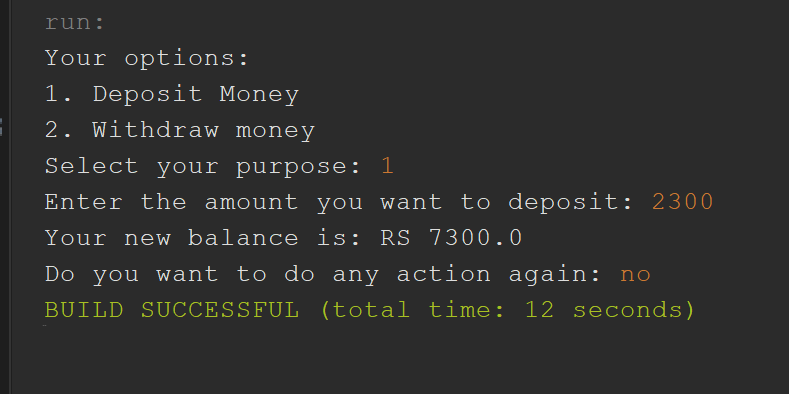 run:
Your options:
1. Deposit Money
2. Withdraw money
Select your purpose: 1
Enter the amount you want to deposit: 2300
Your new balance is: RS 7300.0
Do you want to do any action again: no
BUILD SUCCESSFUL (total time: 12 seconds)